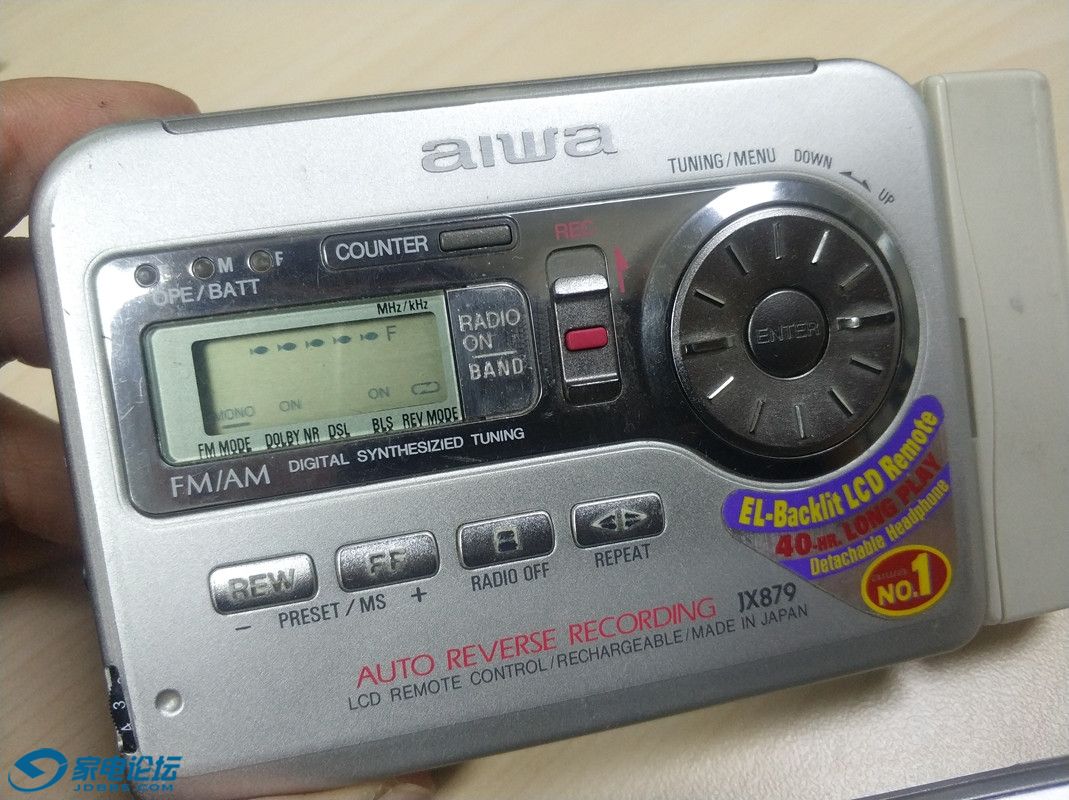 aiwa
TUNING/MENU DOWN UP
REC
COUNTER
M F
OPE/BATT
MHz/kHz
F
RADIO
ON
BAND
ENTER
MONO ON ON
FM MODE DOLBY NR DSL BLS REV MODE
FM/AM DIGITAL SYNTHESIZIED TUNING
EL-Backlit LCD Remote
40-HR. LONG PLAY
Detachable Headphone
NO.1
REW FF
− PRESET / MS + RADIO OFF REPEAT
AUTO REVERSE RECORDING JX879
LCD REMOTE CONTROL/RECHARGEABLE/MADE IN JAPAN
4 3
家电论坛
JDBBS.COM